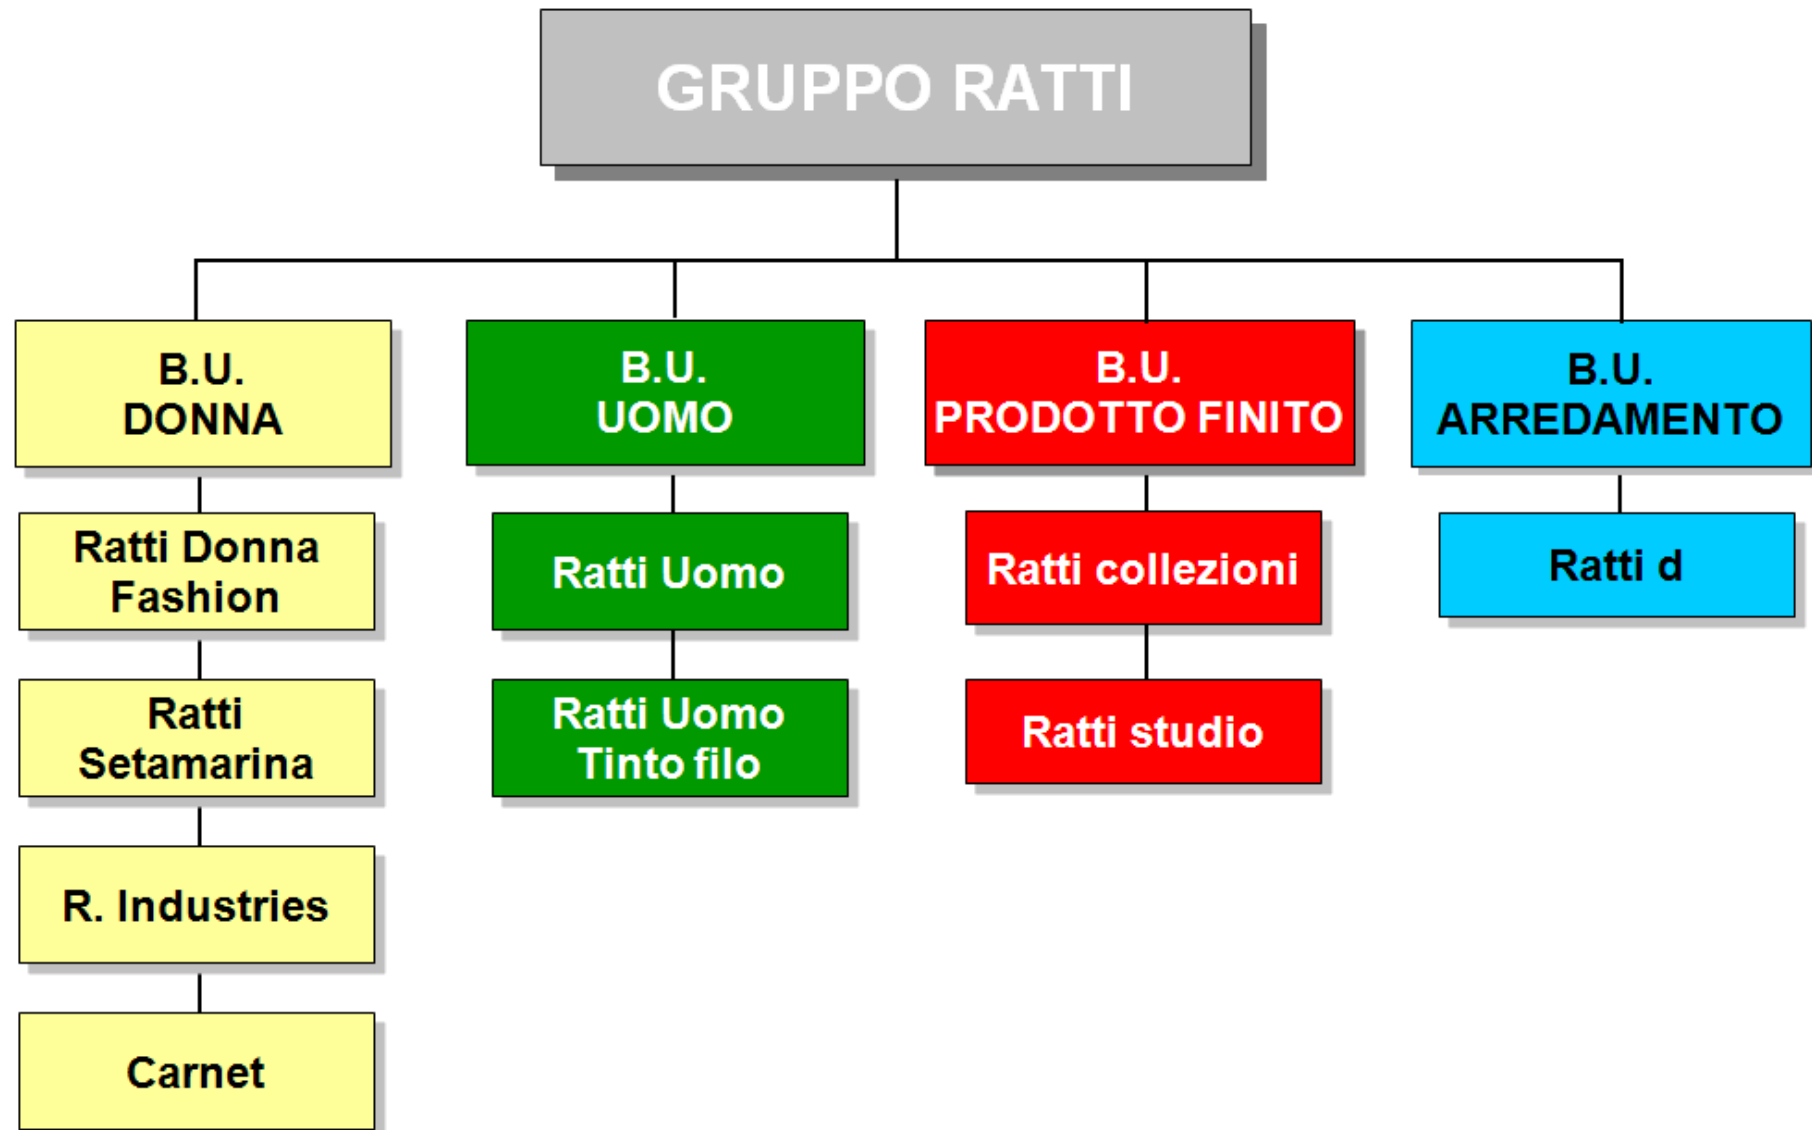 GRUPPO RATTI
B.U.
DONNA
Ratti Donna
Fashion
Ratti
Setamarina
R. Industries
Carnet
B.U.
UOMO
Ratti Uomo
Ratti Uomo
Tinto filo
B.U.
PRODOTTO FINITO
Ratti collezioni
Ratti studio
B.U.
ARREDAMENTO
Ratti d